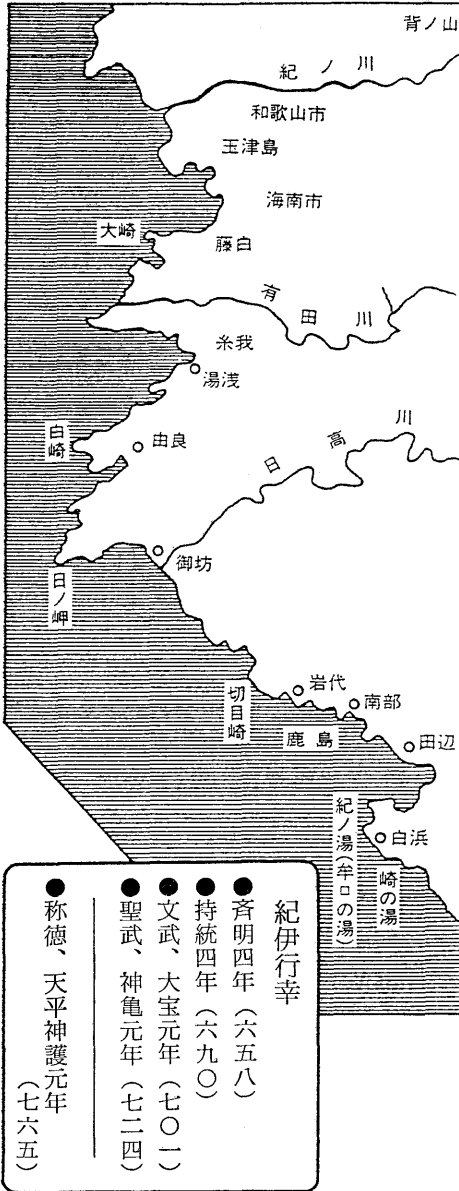 背ノ山
紀ノ川
和歌山市
玉津島
海南市
大崎
藤白
有田川
糸我
湯浅
白崎
由良
日高川
御坊
日ノ岬
切目崎
岩代
南部
鹿島
田辺
紀ノ湯(牟ロの湯)
白浜
崎の湯
紀伊行幸
●斉明四年(六五八)
●持統四年(六九〇)
●文武、大宝元年(七〇一)
●聖武、神亀元年(七二四)
●称徳、天平神護元年
(七六五)